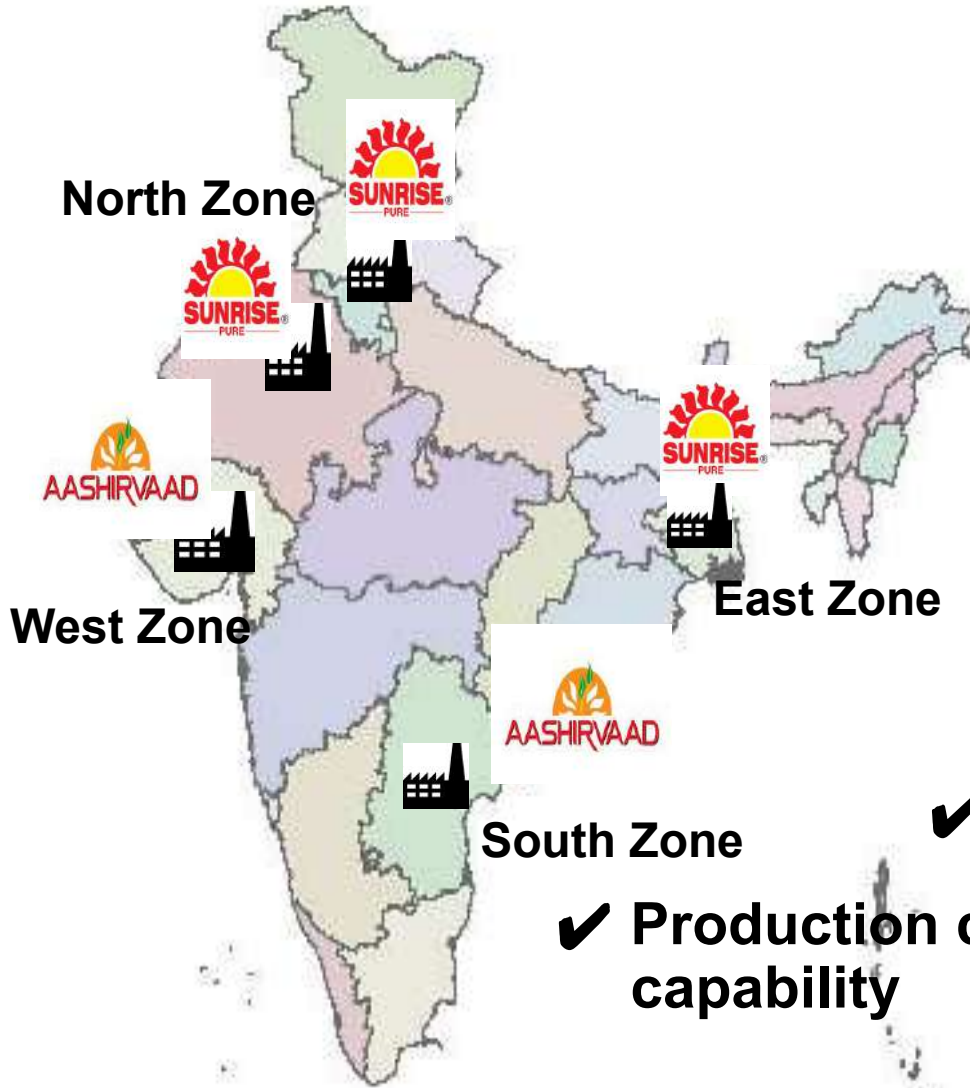 SUNRISE®
PURE
North Zone
SUNRISE®
PURE
AASHIRVAAD
SUNRISE®
PURE
East Zone
West Zone
AASHIRVAAD
South Zone
✔
✔ Production
capability